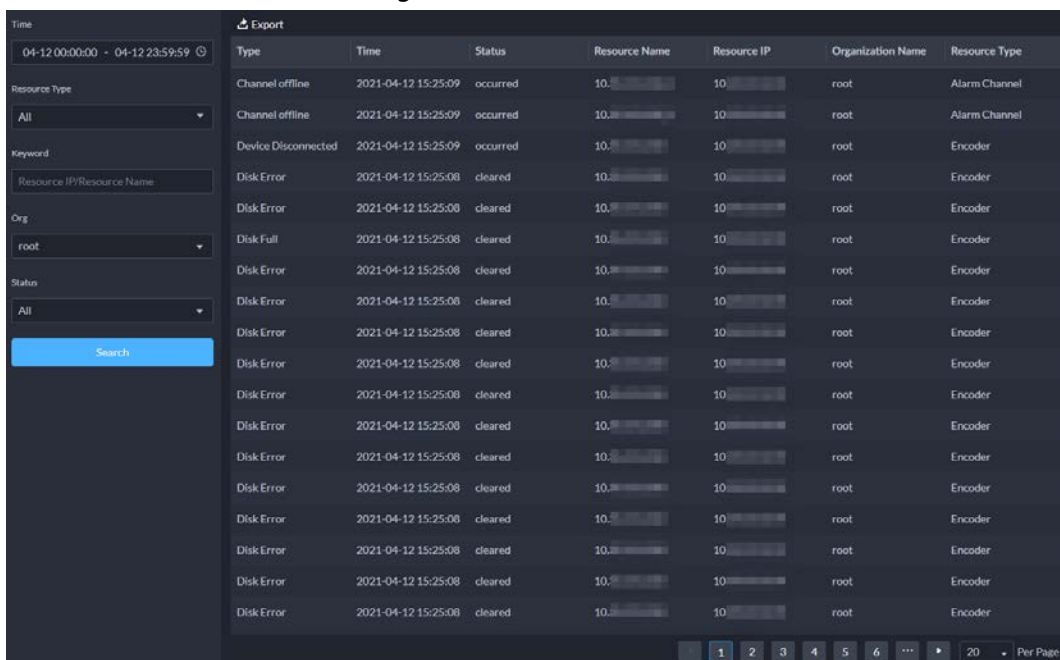 Time
04-12 00:00:00 - 04-12 23:59:59
Resource Type
All
Keyword
Resource IP/Resource Name
Org
root
Status
All
Search
Export
Type Time Status Resource Name Resource IP Organization Name Resource Type
Channel offline 2021-04-12 15:25:09 occurred 10. 10 root Alarm Channel
Channel offline 2021-04-12 15:25:09 occurred 10. 10 root Alarm Channel
Device Disconnected 2021-04-12 15:25:09 occurred 10. 10 root Encoder
Disk Error 2021-04-12 15:25:08 cleared 10. 10 root Encoder
Disk Error 2021-04-12 15:25:08 cleared 10. 10 root Encoder
Disk Full 2021-04-12 15:25:08 cleared 10. 10 root Encoder
Disk Error 2021-04-12 15:25:08 cleared 10. 10 root Encoder
Disk Error 2021-04-12 15:25:08 cleared 10. 10 root Encoder
Disk Error 2021-04-12 15:25:08 cleared 10. 10 root Encoder
Disk Error 2021-04-12 15:25:08 cleared 10. 10 root Encoder
Disk Error 2021-04-12 15:25:08 cleared 10. 10 root Encoder
Disk Error 2021-04-12 15:25:08 cleared 10. 10 root Encoder
Disk Error 2021-04-12 15:25:08 cleared 10. 10 root Encoder
Disk Error 2021-04-12 15:25:08 cleared 10. 10 root Encoder
Disk Error 2021-04-12 15:25:08 cleared 10. 10 root Encoder
Disk Error 2021-04-12 15:25:08 cleared 10. 10 root Encoder
Disk Error 2021-04-12 15:25:08 cleared 10. 10 root Encoder
Disk Error 2021-04-12 15:25:08 cleared 10. 10 root Encoder
1 2 3 4 5 6 ··· 20 Per Page